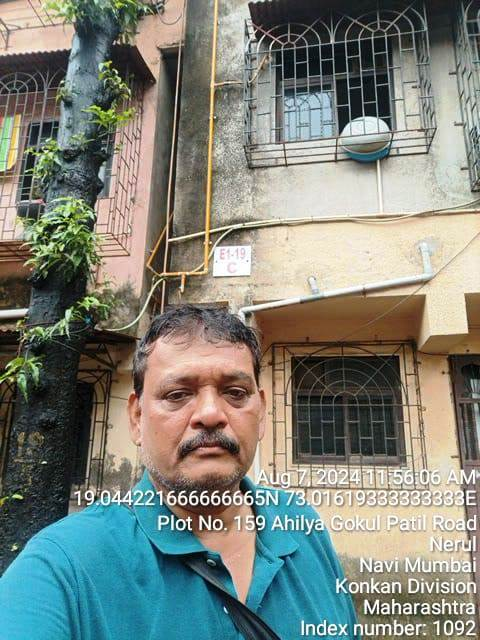 E1-19
C
Aug 7, 2024 11:56:06 AM
19.044221666666665N 73.01619333333333E
Plot No. 159 Ahilya Gokul Patil Road
Nerul
Navi Mumbai
Konkan Division
Maharashtra
Index number: 1092